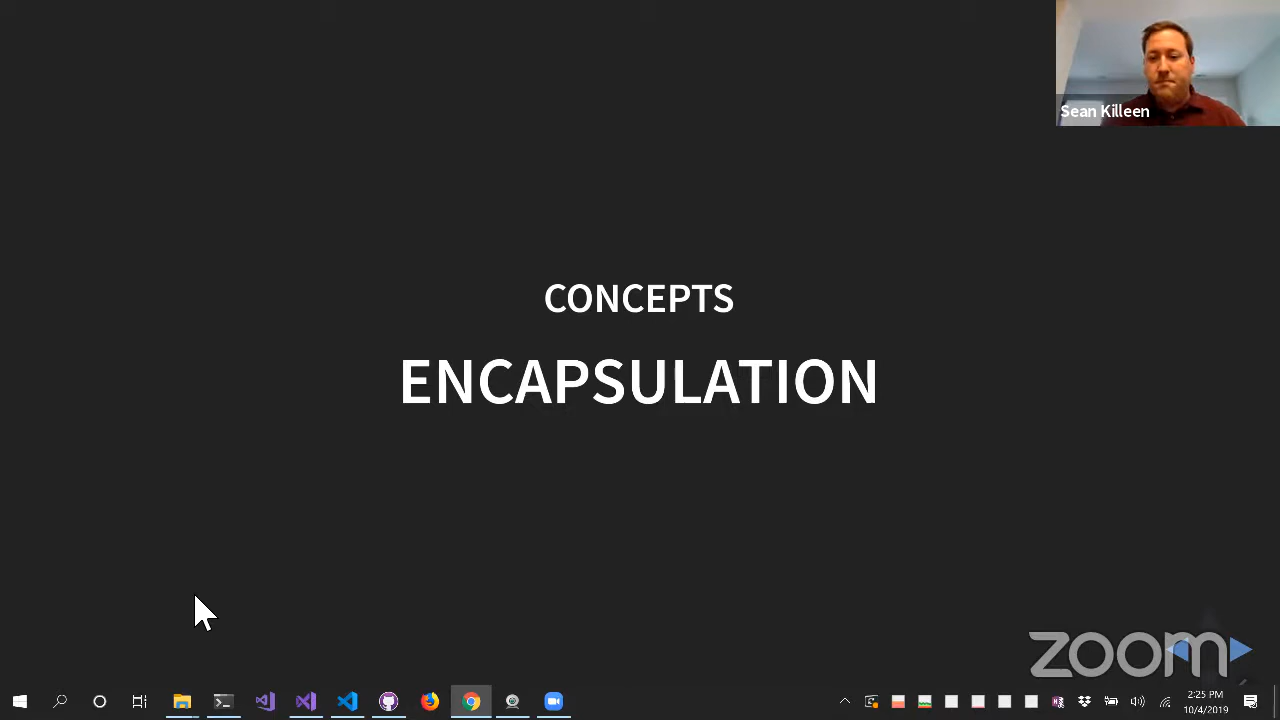 Sean Killeen
CONCEPTS
ENCAPSULATION
zoom
2:25 PM
10/4/2019